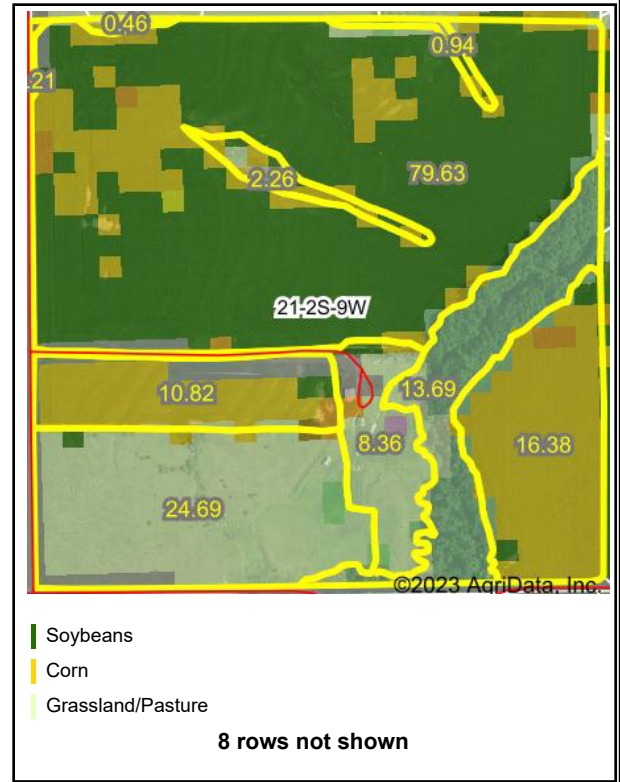 0.46
0.94
.21
2.26
79.63
21-2S-9W
10.82
13.69
8.36
16.38
24.69
©2023 AgriData, Inc.
Soybeans
Corn
Grassland/Pasture
8 rows not shown